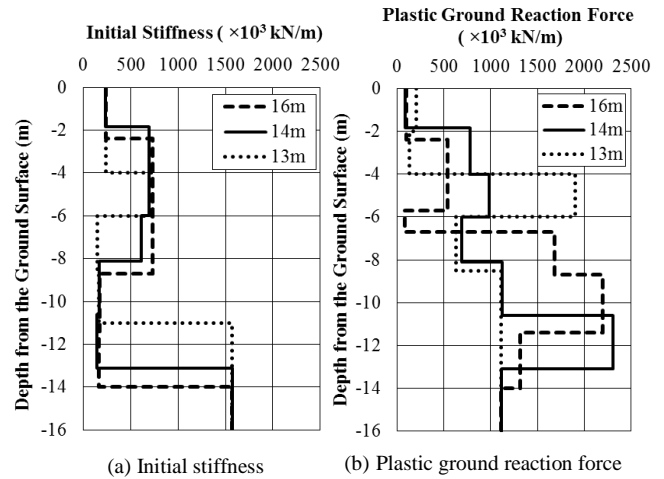 Initial Stiffness ( ×10³ kN/m)
0 500 1000 1500 2000 2500
Depth from the Ground Surface (m)
0
-2
-4
-6
-8
-10
-12
-14
-16
16m
14m
13m
(a) Initial stiffness
Plastic Ground Reaction Force
( ×10³ kN/m)
0 500 1000 1500 2000 2500
Depth from the Ground Surface (m)
0
-2
-4
-6
-8
-10
-12
-14
-16
16m
14m
13m
(b) Plastic ground reaction force